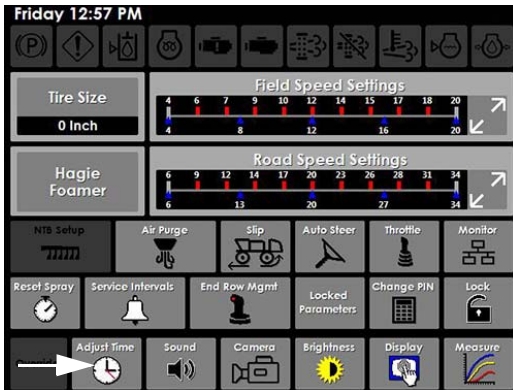 Friday 12:57 PM
(P)
Tire Size
0 Inch
Field Speed Settings
4 6 7 9 10 12 14 15 17 18 20
4 8 12 16 20
Hagie
Foamer
Road Speed Settings
6 9 12 14 17 20 23 26 28 31 34
6 13 20 27 34
NTB Setup
Air Purge
Slip
Auto Steer
Throttle
Monitor
Reset Spray
Service Intervals
End Row Mgmt
Locked
Parameters
Change PIN
Lock
Adjust Time
Sound
Camera
Brightness
Display
Measure